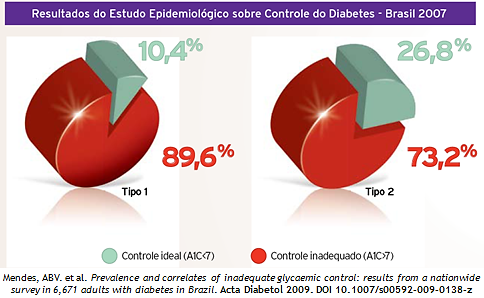 Resultados do Estudo Epidemiológico sobre Controle do Diabetes - Brasil 2007
10,4%
26,8%
89,6%
73,2%
Tipo 1
Tipo 2
Controle ideal (A1C<7)
Controle inadequado (A1C>7)
Mendes, ABV. et al. Prevalence and correlates of inadequate glycaemic control: results from a nationwide
survey in 6,671 adults with diabetes in Brazil. Acta Diabetol 2009. DOI 10.1007/s00592-009-0138-z